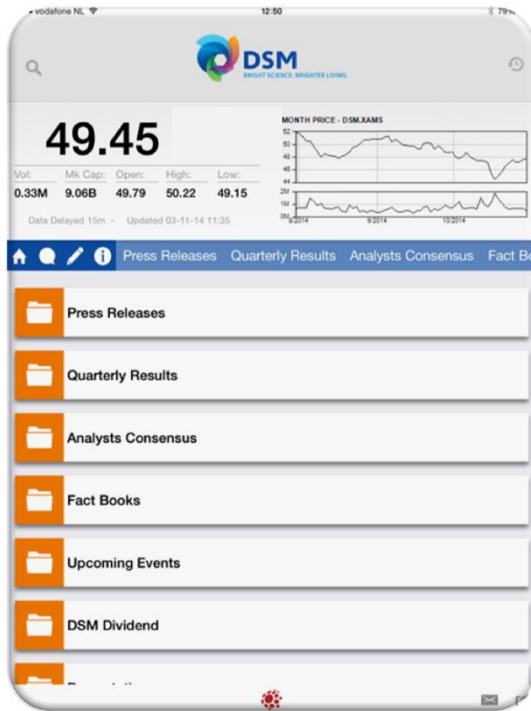 vodafone NL
12:50
79%
DSM
BRIGHT SCIENCE. BRIGHTER LIVING.
49.45
Vol: Mk Cap: Open: High: Low:
0.33M 9.06B 49.79 50.22 49.15
Data Delayed 15m - Updated 03-11-14 11:35
MONTH PRICE - DSM.XAMS
52
50
48
46
44
2M
1M
0M
8/2014 9/2014 10/2014
Press Releases Quarterly Results Analysts Consensus Fact Bo
Press Releases
Quarterly Results
Analysts Consensus
Fact Books
Upcoming Events
DSM Dividend